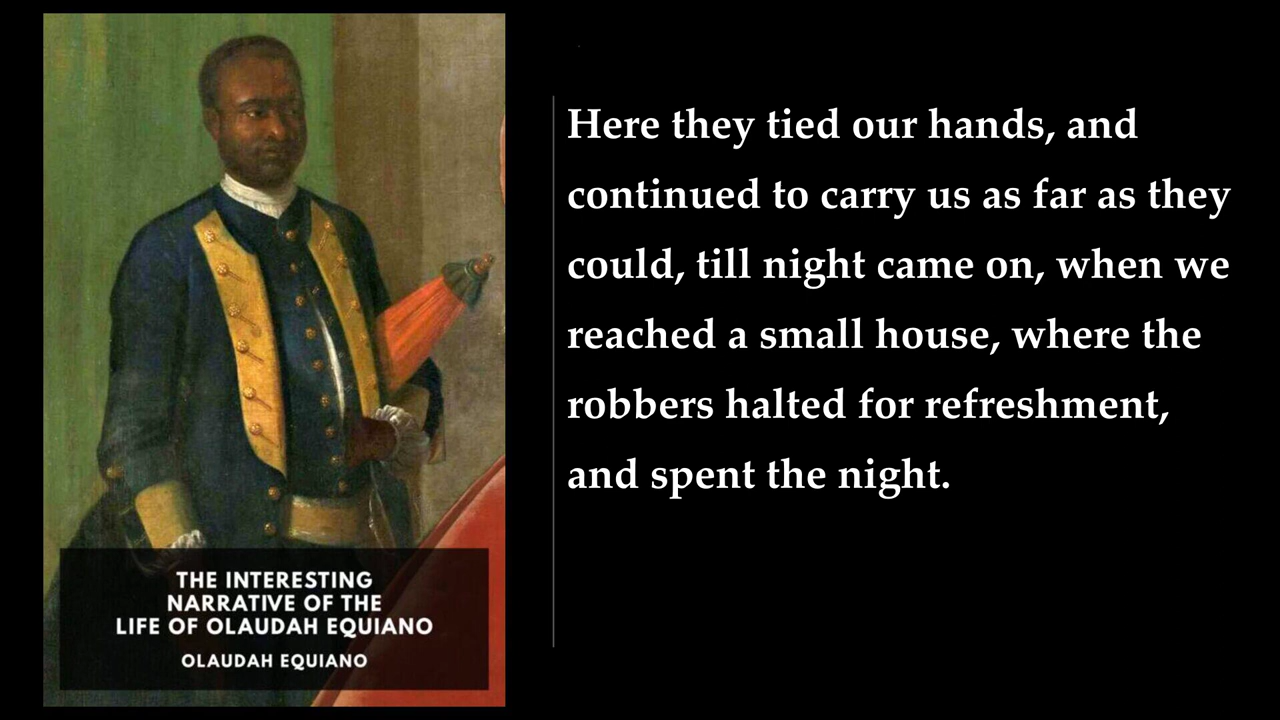 THE INTERESTING
NARRATIVE OF THE
LIFE OF OLAUDAH EQUIANO
OLAUDAH EQUIANO
Here they tied our hands, and
continued to carry us as far as they
could, till night came on, when we
reached a small house, where the
robbers halted for refreshment,
and spent the night.